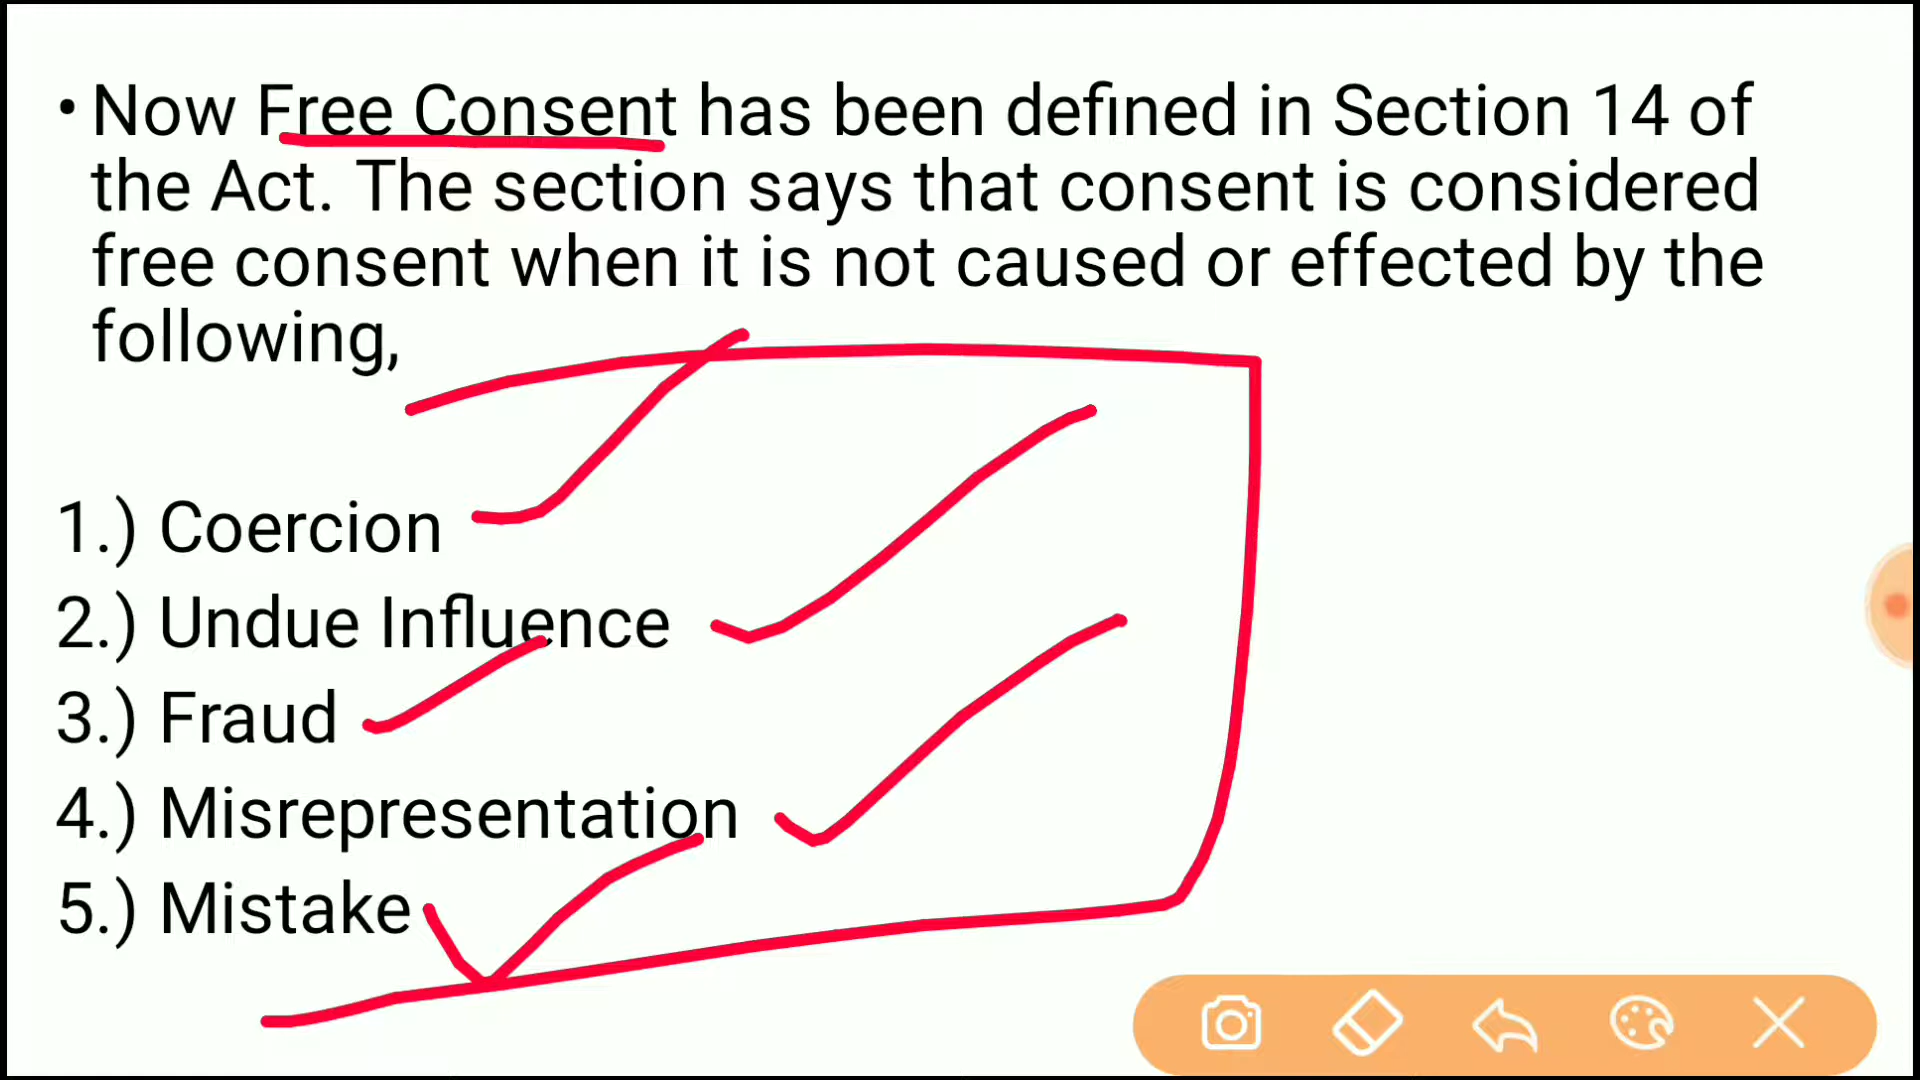 • Now Free Consent has been defined in Section 14 of
the Act. The section says that consent is considered
free consent when it is not caused or effected by the
following,
1.) Coercion
2.) Undue Influence
3.) Fraud
4.) Misrepresentation
5.) Mistake